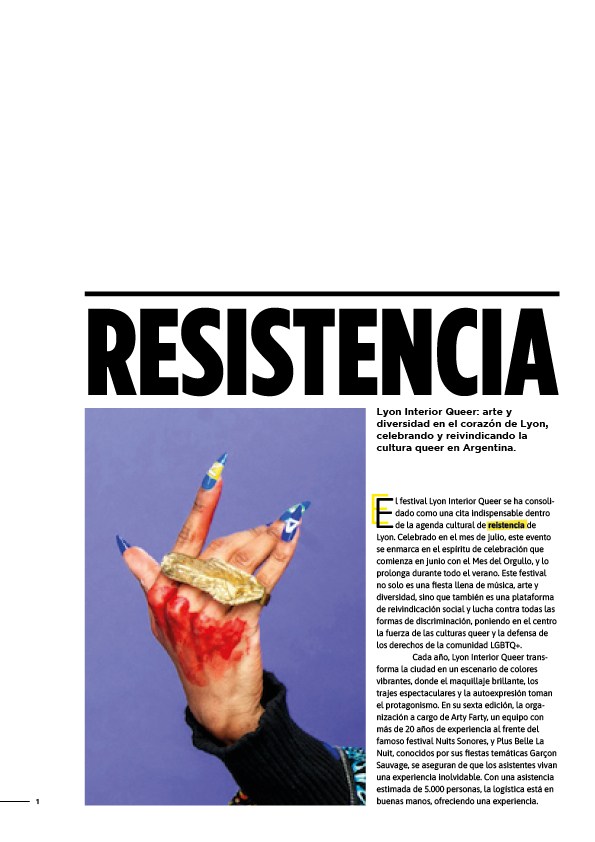 RESISTENCIA
Lyon Interior Queer: arte y
diversidad en el corazón de Lyon,
celebrando y reivindicando la
cultura queer en Argentina.
El festival Lyon Interior Queer se ha consoli-
dado como una cita indispensable dentro
de la agenda cultural de reistencia de
Lyon. Celebrado en el mes de julio, este evento
se enmarca en el espíritu de celebración que
comienza en junio con el Mes del Orgullo, y lo
prolonga durante todo el verano. Este festival
no solo es una fiesta llena de música, arte y
diversidad, sino que también es una plataforma
de reivindicación social y lucha contra todas las
formas de discriminación, poniendo en el centro
la fuerza de las culturas queer y la defensa de
los derechos de la comunidad LGBTQ+.
Cada año, Lyon Interior Queer trans-
forma la ciudad en un escenario de colores
vibrantes, donde el maquillaje brillante, los
trajes espectaculares y la autoexpresión toman
el protagonismo. En su sexta edición, la orga-
nización a cargo de Arty Farty, un equipo con
más de 20 años de experiencia al frente del
famoso festival Nuits Sonores, y Plus Belle La
Nuit, conocidos por sus fiestas temáticas Garçon
Sauvage, se aseguran de que los asistentes vivan
una experiencia inolvidable. Con una asistencia
estimada de 5.000 personas, la logística está en
buenas manos, ofreciendo una experiencia.
1